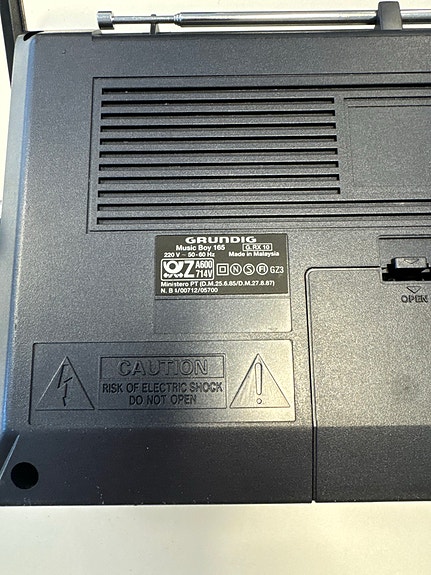 GRUNDIG
Music Boy 165 G.RX 10
220 V ~ 50-60 Hz Made in Malaysia
Z A600 714V N S GZ3
Ministero PT (D.M.25.6.85/D.M.27.8.87)
N. B I/00712/05700
OPEN
CAUTION
RISK OF ELECTRIC SHOCK
DO NOT OPEN